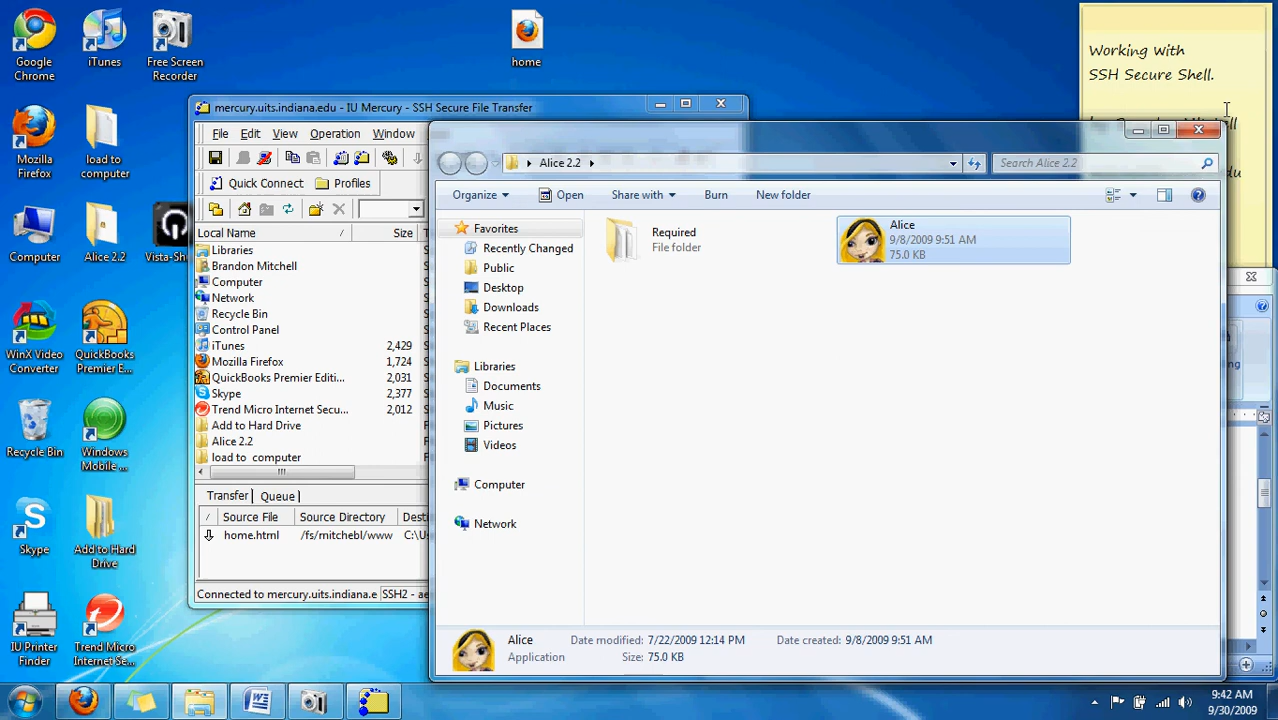 Google
Chrome
iTunes
Free Screen
Recorder
home
Working with
SSH Secure Shell.
Mozilla
Firefox
load to
computer
Computer
Alice 2.2
WinX Video
Converter
QuickBooks
Premier E...
Recycle Bin
Windows
Mobile ...
Skype
Add to Hard
Drive
IU Printer
Finder
Trend Micro
Internet Se...
mercury.uits.indiana.edu - IU Mercury - SSH Secure File Transfer
File Edit View Operation Window
Quick Connect Profiles
Local Name / Size
Libraries
Brandon Mitchell
Computer
Network
Recycle Bin
Control Panel
iTunes 2,429
Mozilla Firefox 1,724
QuickBooks Premier Editi... 2,031
Skype 2,377
Trend Micro Internet Secu... 2,012
Add to Hard Drive
Alice 2.2
load to computer
Transfer Queue
/ Source File Source Directory
home.html /fs/mitchebl/www
Connected to mercury.uits.indiana.e
Alice 2.2
Search Alice 2.2
Organize Open Share with Burn New folder
Favorites
Recently Changed
Public
Desktop
Downloads
Recent Places
Libraries
Documents
Music
Pictures
Videos
Computer
Network
Required
File folder
Alice
9/8/2009 9:51 AM
75.0 KB
Alice Date modified: 7/22/2009 12:14 PM Date created: 9/8/2009 9:51 AM
Application Size: 75.0 KB
9:42 AM
9/30/2009